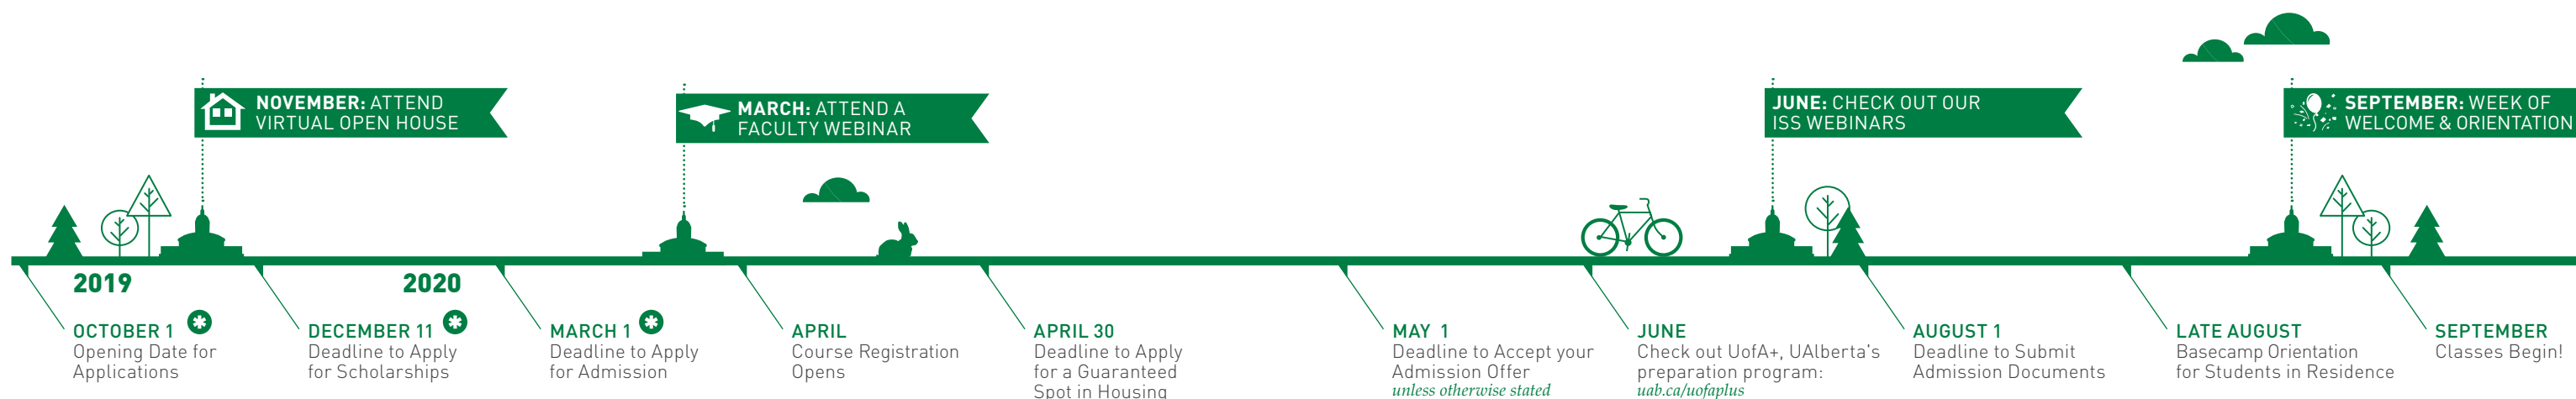 NOVEMBER: ATTEND
VIRTUAL OPEN HOUSE
MARCH: ATTEND A
FACULTY WEBINAR
JUNE: CHECK OUT OUR
ISS WEBINARS
SEPTEMBER: WEEK OF
WELCOME & ORIENTATION
2019
2020
OCTOBER 1
Opening Date for
Applications
DECEMBER 11
Deadline to Apply
for Scholarships
MARCH 1
Deadline to Apply
for Admission
APRIL
Course Registration
Opens
APRIL 30
Deadline to Apply
for a Guaranteed
Spot in Housing
MAY 1
Deadline to Accept your
Admission Offer
unless otherwise stated
JUNE
Check out UofA+, UAlberta's
preparation program:
uab.ca/uofaplus
AUGUST 1
Deadline to Submit
Admission Documents
LATE AUGUST
Basecamp Orientation
for Students in Residence
SEPTEMBER
Classes Begin!